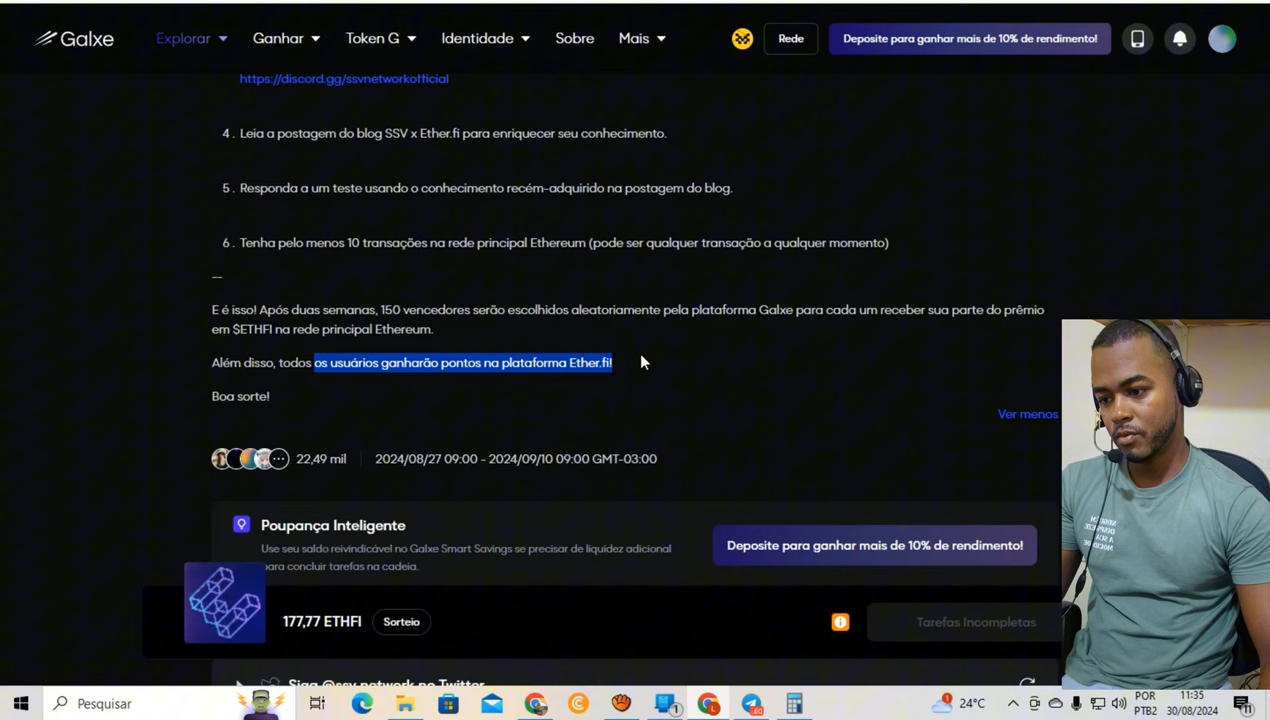 Galxe
Explorar
Ganhar
Token G
Identidade
Sobre
Mais
Rede
Deposite para ganhar mais de 10% de rendimento!
https://discord.gg/ssvnetworkofficial
4. Leia a postagem do blog SSV x Ether.fi para enriquecer seu conhecimento.
5. Responda a um teste usando o conhecimento recém-adquirido na postagem do blog.
6. Tenha pelo menos 10 transações na rede principal Ethereum (pode ser qualquer transação a qualquer momento)
--
E é isso! Após duas semanas, 150 vencedores serão escolhidos aleatoriamente pela plataforma Galxe para cada um receber sua parte do prêmio
em $ETHFI na rede principal Ethereum.
Além disso, todos os usuários ganharão pontos na plataforma Ether.fi!
Boa sorte!
Ver menos
22,49 mil
2024/08/27 09:00 - 2024/09/10 09:00 GMT-03:00
Poupança Inteligente
Use seu saldo reivindicável no Galxe Smart Savings se precisar de liquidez adicional
para concluir tarefas na cadeia.
Deposite para ganhar mais de 10% de rendimento!
177,77 ETHFI
Sorteio
Tarefas Incompletas
Siga @ssv_network no Twitter
Pesquisar
24°C
POR
PTB2
11:35
30/08/2024